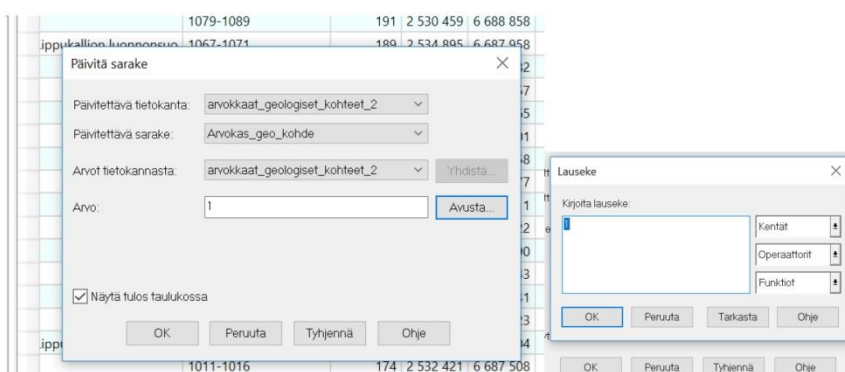 1079-1089 191 2 530 459 6 688 858
.ippukallion luonnonsuo 1067-1071 189 2 534 895 6 687 958
Päivitä sarake
Päivitettävä tietokanta: arvokkaat_geologiset_kohteet_2
Päivitettävä sarake: Arvokas_geo_kohde
Arvot tietokannasta: arvokkaat_geologiset_kohteet_2 Yhdistä...
Arvo: 1 Avusta...
Näytä tulos taulukossa
OK Peruuta Tyhjennä Ohje
1011-1016 174 2 532 421 6 687 508
Lauseke
Kirjoita lauseke:
1
Kentät
Operaattorit
Funktiot
OK Peruuta Tarkasta Ohje
OK Peruuta Tyhjennä Ohje